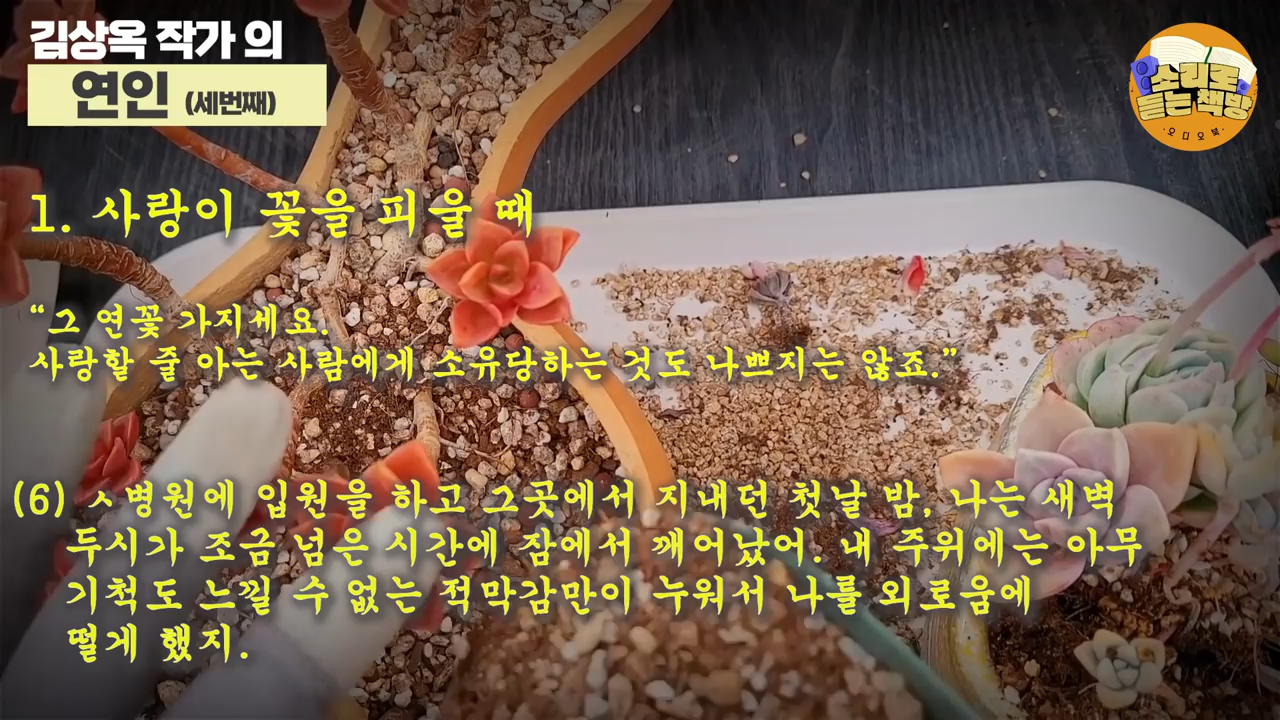 김상옥 작가 의
연인 (세번째)
소리로
듣는 책방
·오디오북·
1. 사랑이 꽃을 피울 때
“그 연꽃 가지세요.
사랑할 줄 아는 사람에게 소유당하는 것도 나쁘지는 않죠.”
(6) ㅅ병원에 입원을 하고 그곳에서 지내던 첫날 밤, 나는 새벽
두시가 조금 넘은 시간에 잠에서 깨어났어. 내 주위에는 아무
기척도 느낄 수 없는 적막감만이 누워서 나를 외로움에
떨게 했지.